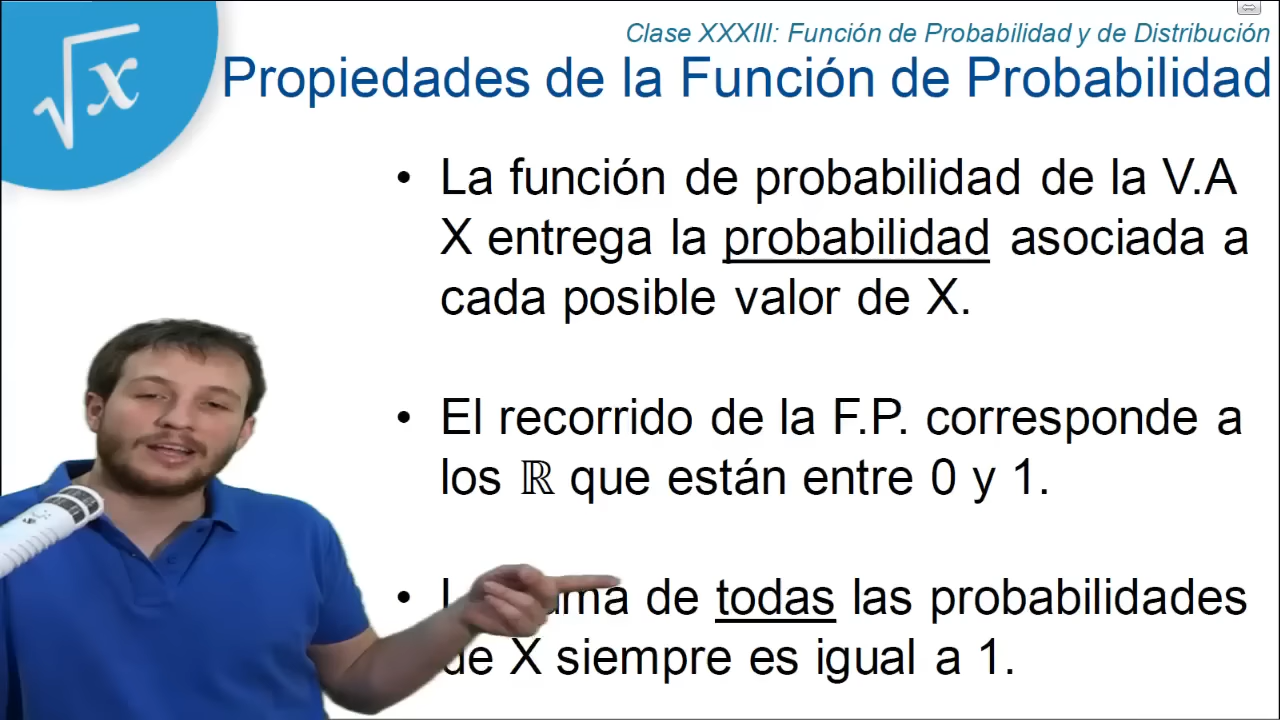 Clase XXXIII: Función de Probabilidad y de Distribución
√x
Propiedades de la Función de Probabilidad
• La función de probabilidad de la V.A
X entrega la probabilidad asociada a
cada posible valor de X.
• El recorrido de la F.P. corresponde a
los ℝ que están entre 0 y 1.
• de todas las probabilidades
de X siempre es igual a 1.